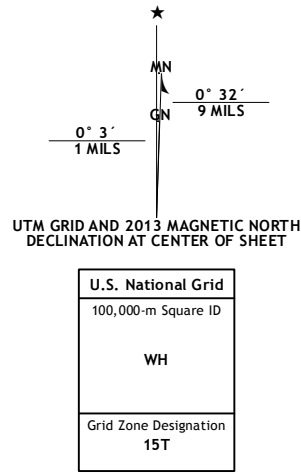 ★
MN
0° 32´
9 MILS
GN
0° 3´
1 MILS
UTM GRID AND 2013 MAGNETIC NORTH
DECLINATION AT CENTER OF SHEET
U.S. National Grid
100,000-m Square ID
WH
Grid Zone Designation
15T